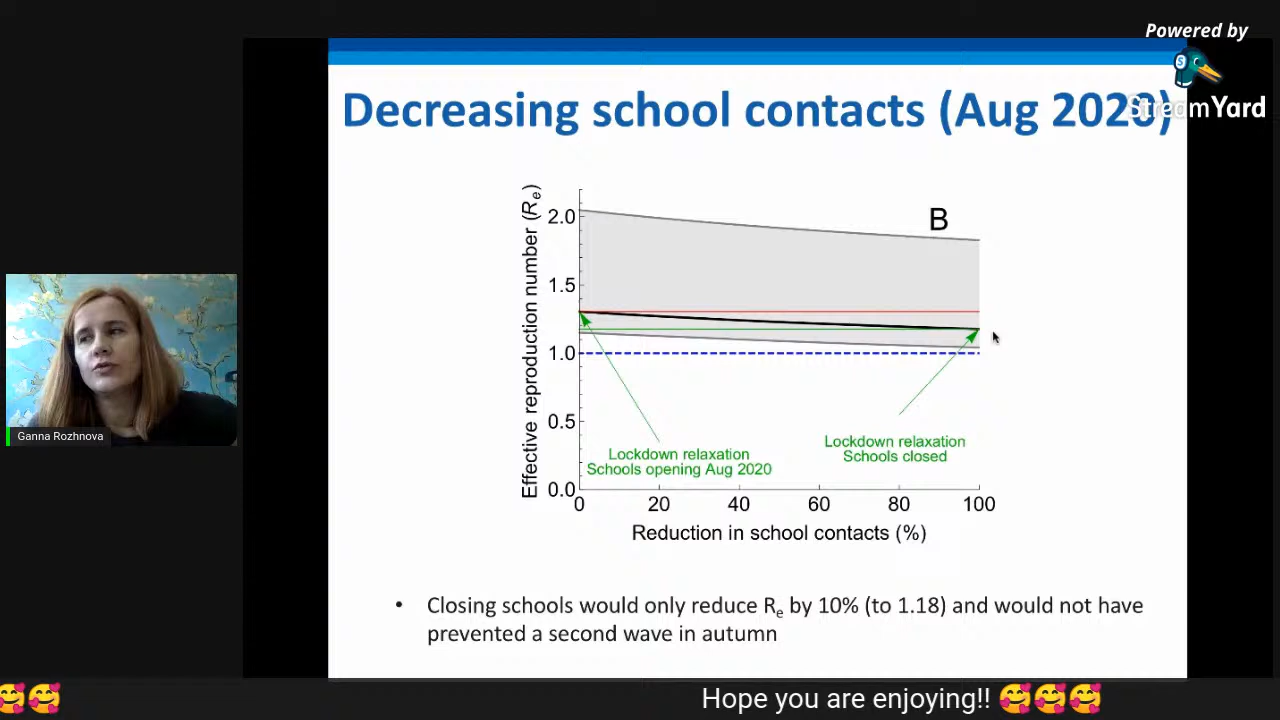 Powered by
StreamYard
Decreasing school contacts (Aug 2020)
B
Effective reproduction number (Re)
2.0
1.5
1.0
0.5
0.0
Lockdown relaxation
Schools opening Aug 2020
Lockdown relaxation
Schools closed
0 20 40 60 80 100
Reduction in school contacts (%)
Ganna Rozhnova
• Closing schools would only reduce Re by 10% (to 1.18) and would not have
prevented a second wave in autumn
🥰🥰 Hope you are enjoying!! 🥰🥰🥰